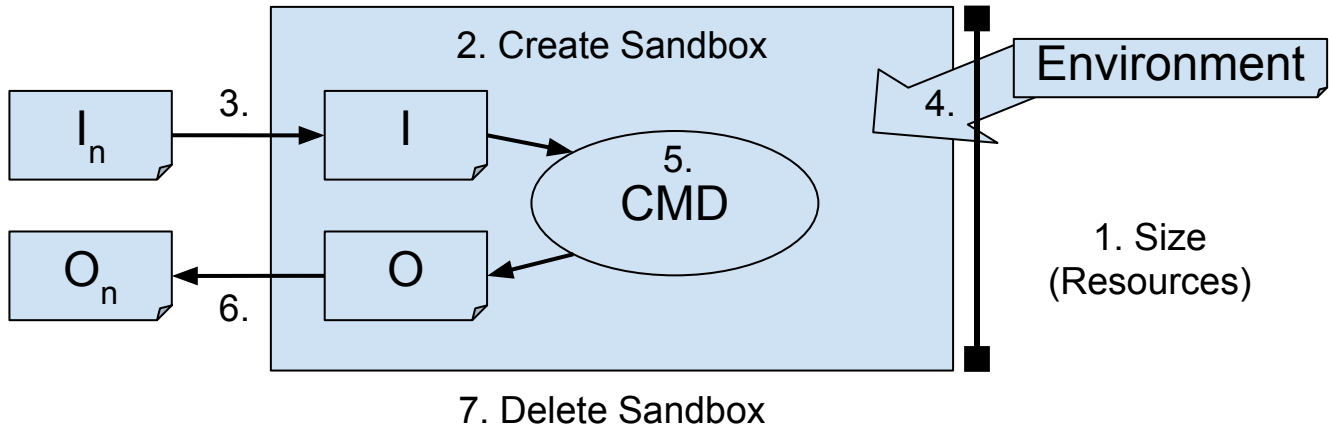 2. Create Sandbox
Environment
3.
4.
Iₙ
I
5.
CMD
1. Size
(Resources)
Oₙ
O
6.
7. Delete Sandbox